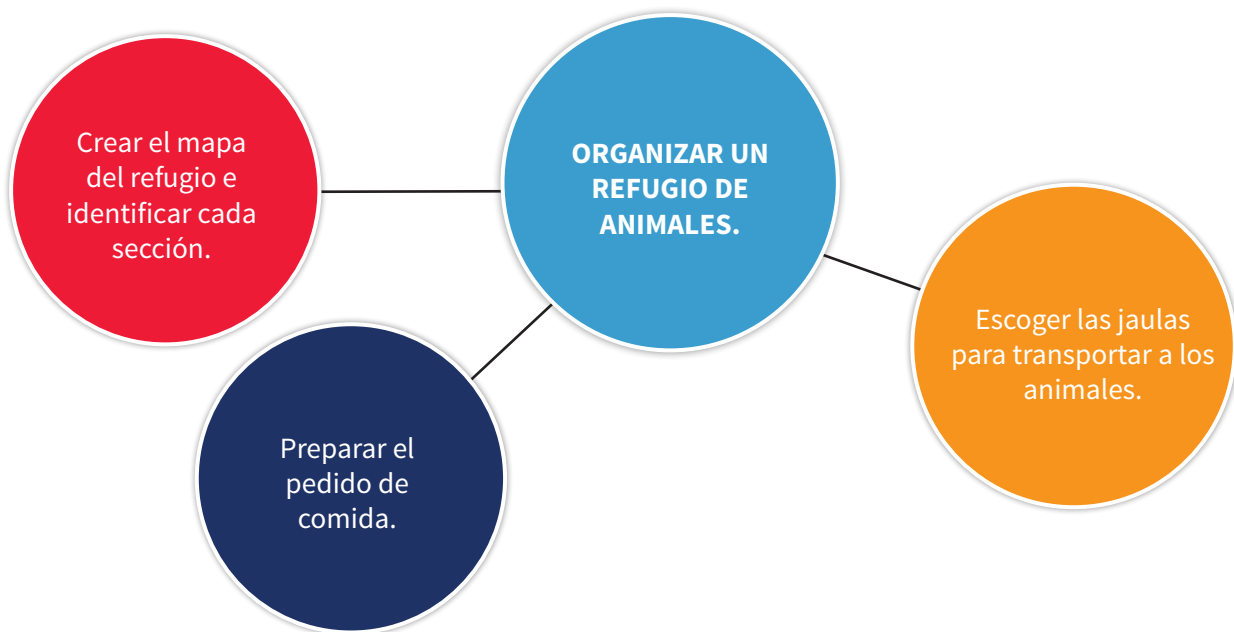 Crear el mapa
del refugio e
identificar cada
sección.
ORGANIZAR UN
REFUGIO DE
ANIMALES.
Escoger las jaulas
para transportar a los
animales.
Preparar el
pedido de
comida.